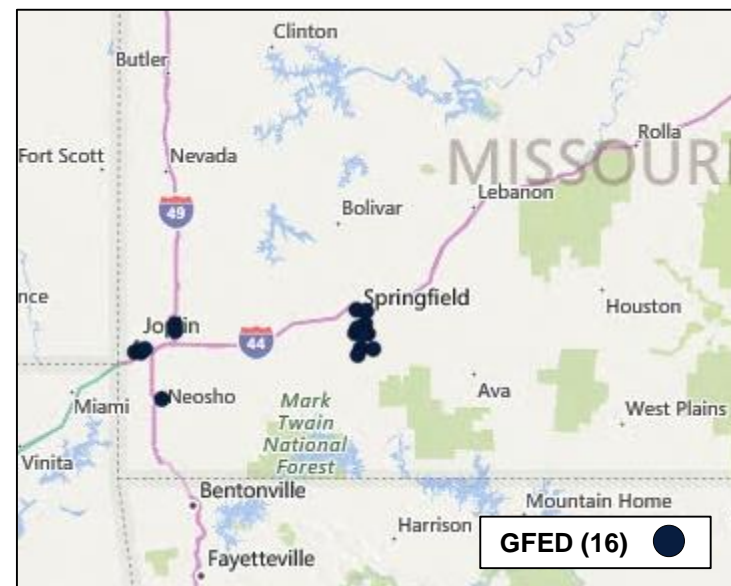 Clinton
Butler
Rolla
Fort Scott
Nevada
MISSOURI
Lebanon
49
Bolivar
nce
Springfield
Houston
Joplin
44
Ava
Neosho
Mark
Twain
National
Forest
Miami
West Plains
Vinita
Bentonville
Mountain Home
Harrison
GFED (16)
Fayetteville